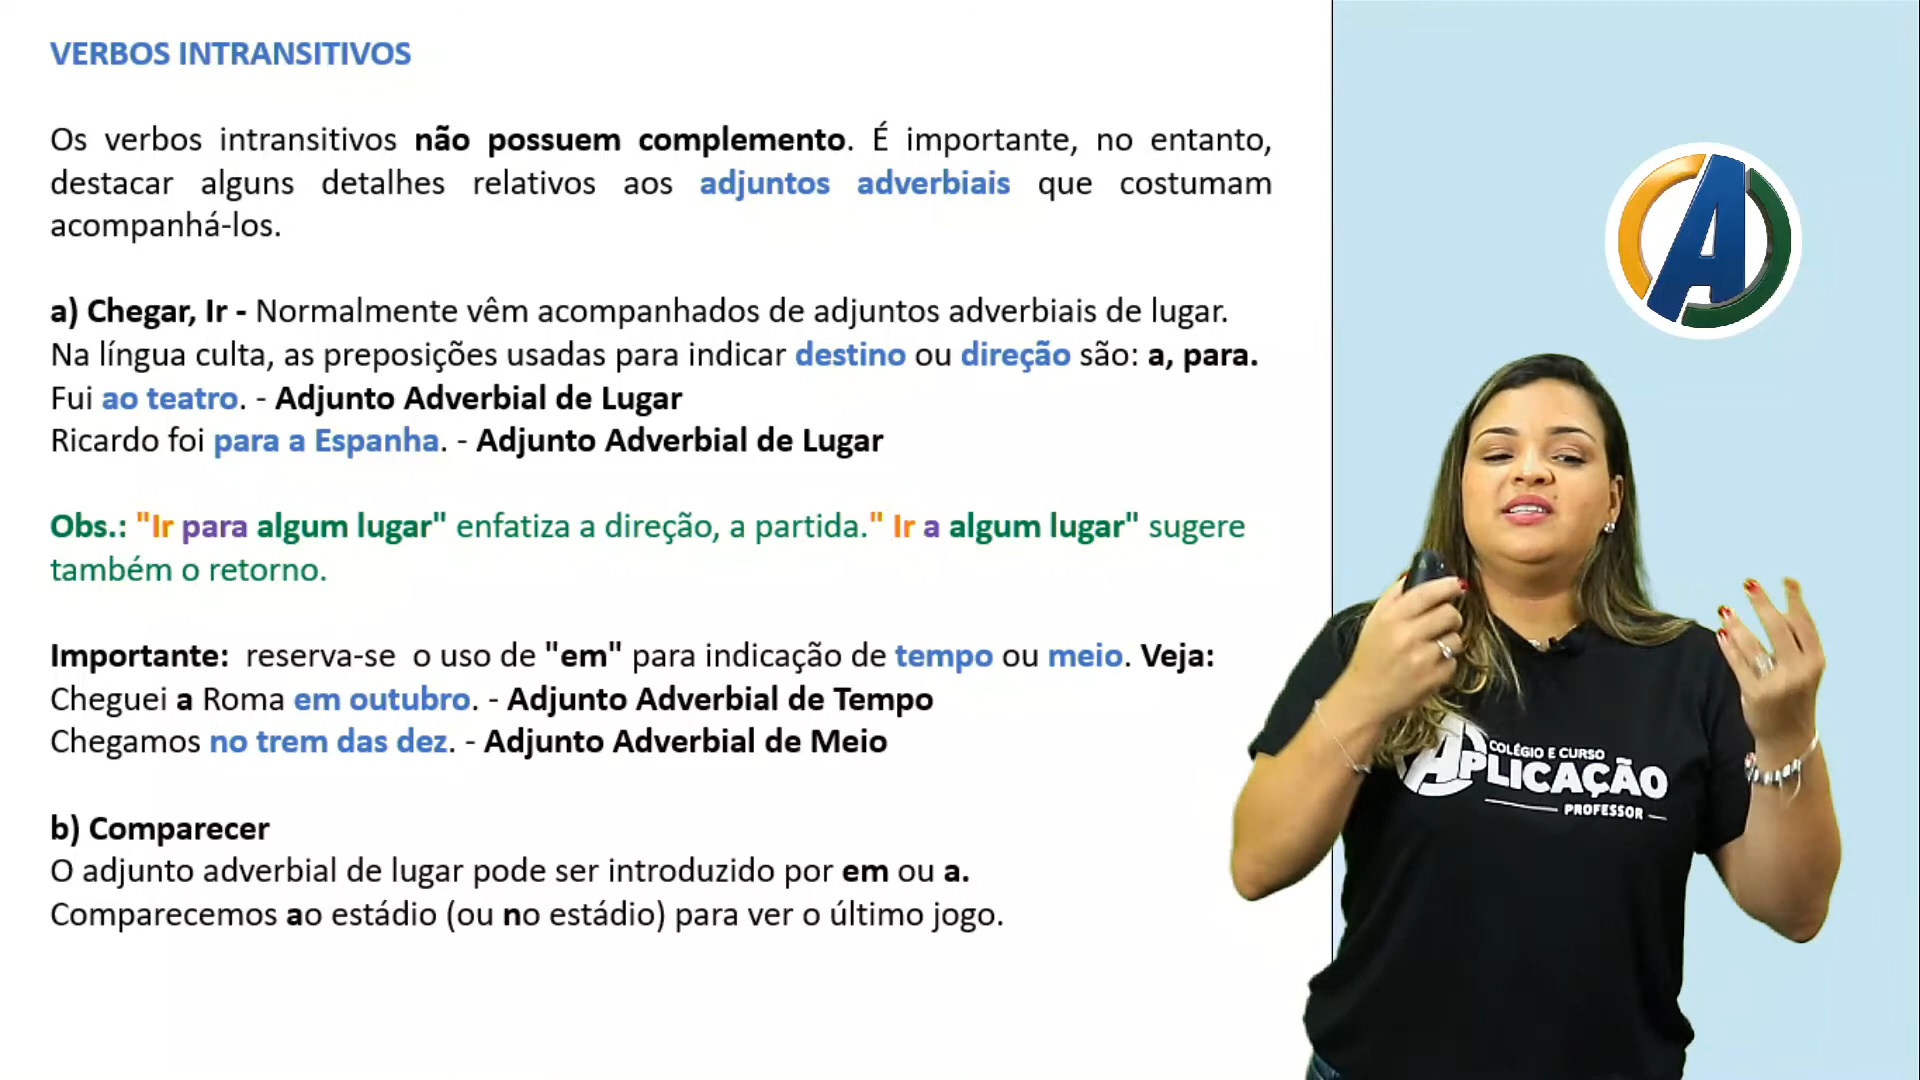 VERBOS INTRANSITIVOS
Os verbos intransitivos não possuem complemento. É importante, no entanto,
destacar alguns detalhes relativos aos adjuntos adverbiais que costumam
acompanhá-los.
a) Chegar, Ir - Normalmente vêm acompanhados de adjuntos adverbiais de lugar.
Na língua culta, as preposições usadas para indicar destino ou direção são: a, para.
Fui ao teatro. - Adjunto Adverbial de Lugar
Ricardo foi para a Espanha. - Adjunto Adverbial de Lugar
Obs.: "Ir para algum lugar" enfatiza a direção, a partida." Ir a algum lugar" sugere
também o retorno.
Importante:  reserva-se  o uso de "em" para indicação de tempo ou meio. Veja:
Cheguei a Roma em outubro. - Adjunto Adverbial de Tempo
Chegamos no trem das dez. - Adjunto Adverbial de Meio
b) Comparecer
O adjunto adverbial de lugar pode ser introduzido por em ou a.
Comparecemos ao estádio (ou no estádio) para ver o último jogo.
A
COLÉGIO E CURSO
APLICAÇÃO
PROFESSOR